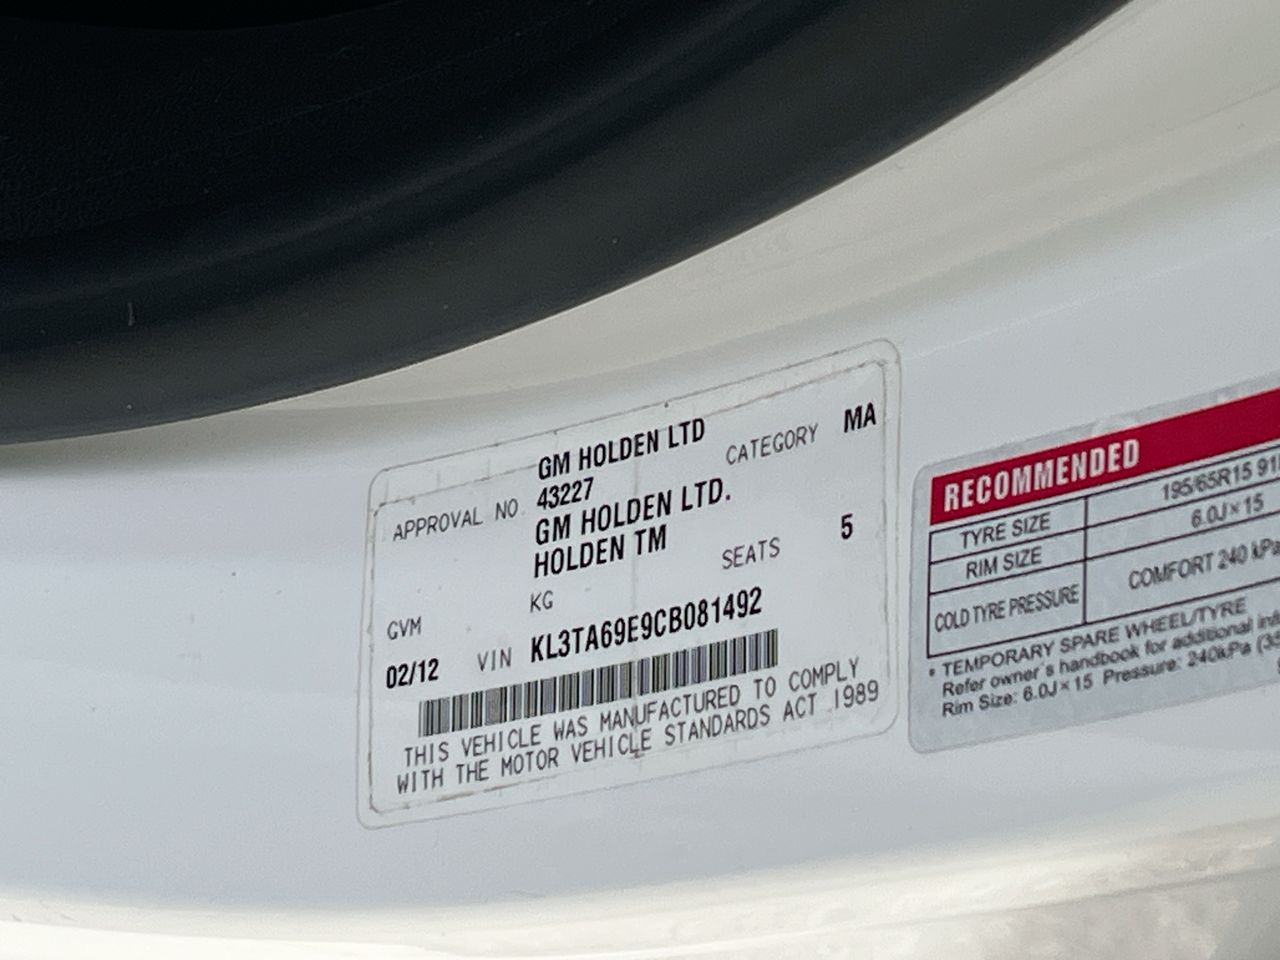 GM HOLDEN LTD
APPROVAL NO. 43227 CATEGORY MA
GM HOLDEN LTD.
HOLDEN TM SEATS 5
GVM KG
02/12 VIN KL3TA69E9CB081492
THIS VEHICLE WAS MANUFACTURED TO COMPLY
WITH THE MOTOR VEHICLE STANDARDS ACT 1989
RECOMMENDED
TYRE SIZE 195/65R15
RIM SIZE 6.0J×15
COLD TYRE PRESSURE COMFORT 240 kPa
* TEMPORARY SPARE WHEEL/TYRE
Refer owner's handbook for additional
Rim Size: 6.0J×15 Pressure: 240kPa